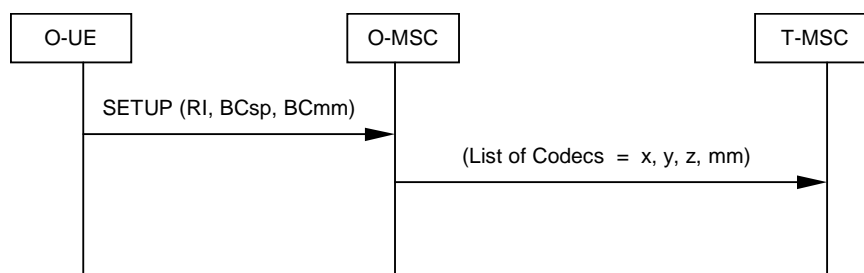 O-UE
O-MSC
T-MSC
SETUP (RI, BCsp, BCmm)
(List of Codecs = x, y, z, mm)